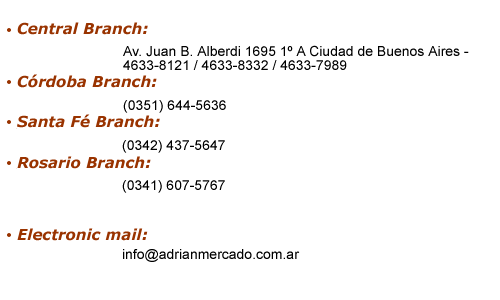 • Central Branch:
Av. Juan B. Alberdi 1695 1º A Ciudad de Buenos Aires -
4633-8121 / 4633-8332 / 4633-7989
• Córdoba Branch:
(0351) 644-5636
• Santa Fé Branch:
(0342) 437-5647
• Rosario Branch:
(0341) 607-5767
• Electronic mail:
info@adrianmercado.com.ar